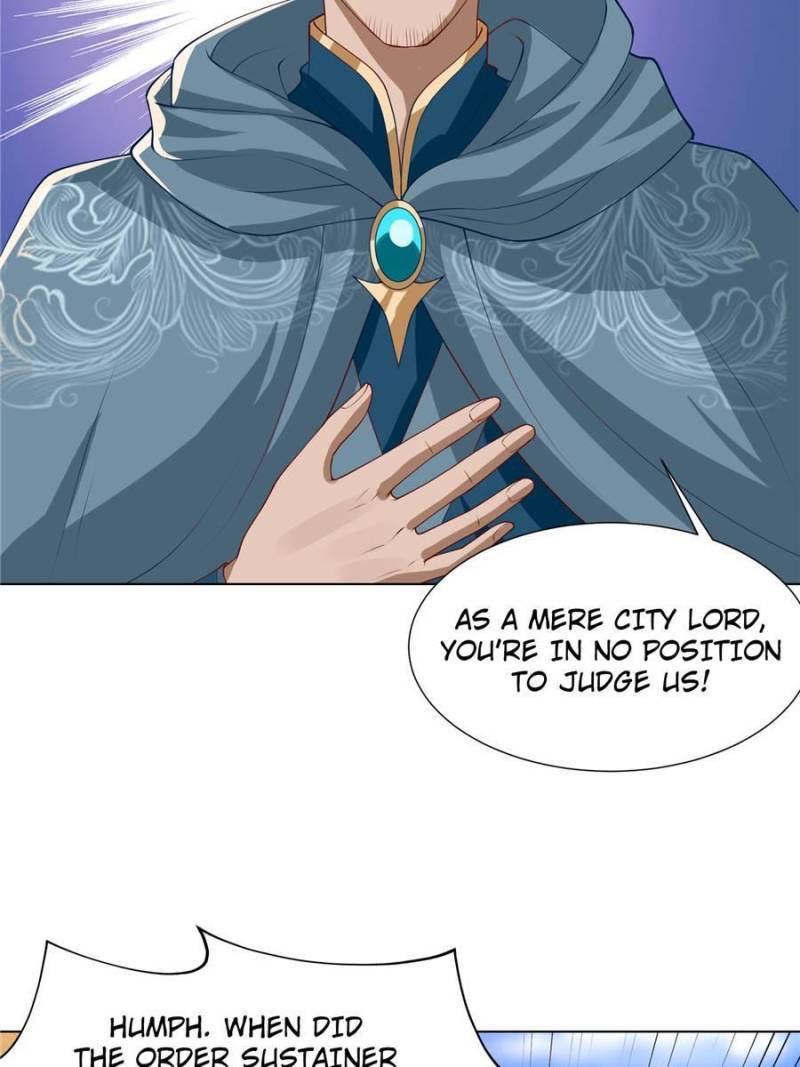 AS A MERE CITY LORD,
YOU'RE IN NO POSITION
TO JUDGE US!
HUMPH. WHEN DID
THE ORDER SUSTAINER